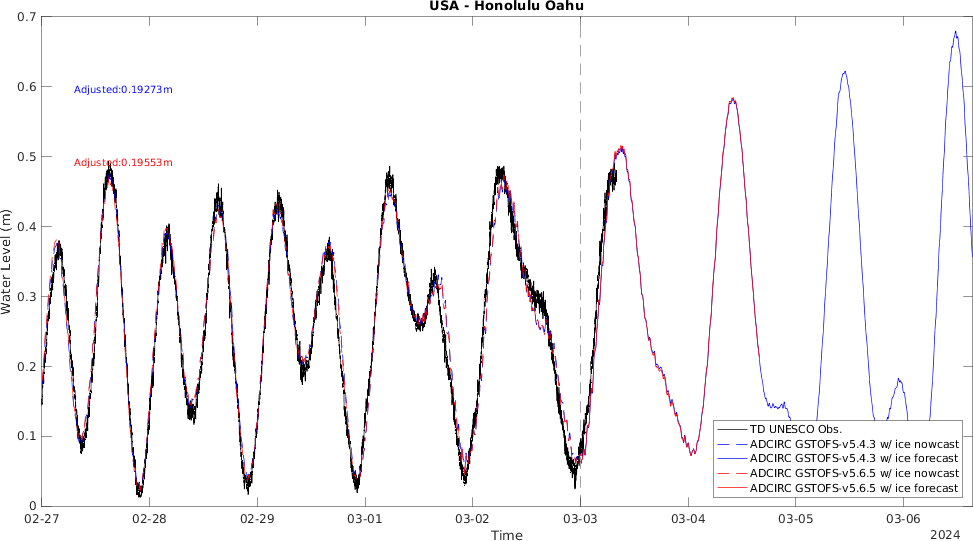 USA - Honolulu Oahu
0.7
0.6
0.5
0.4
0.3
0.2
0.1
0
Water Level (m)
Adjusted:0.19273m
Adjusted:0.19553m
TD UNESCO Obs.
ADCIRC GSTOFS-v5.4.3 w/ ice nowcast
ADCIRC GSTOFS-v5.4.3 w/ ice forecast
ADCIRC GSTOFS-v5.6.5 w/ ice nowcast
ADCIRC GSTOFS-v5.6.5 w/ ice forecast
02-27 02-28 02-29 03-01 03-02 03-03 03-04 03-05 03-06
Time
2024